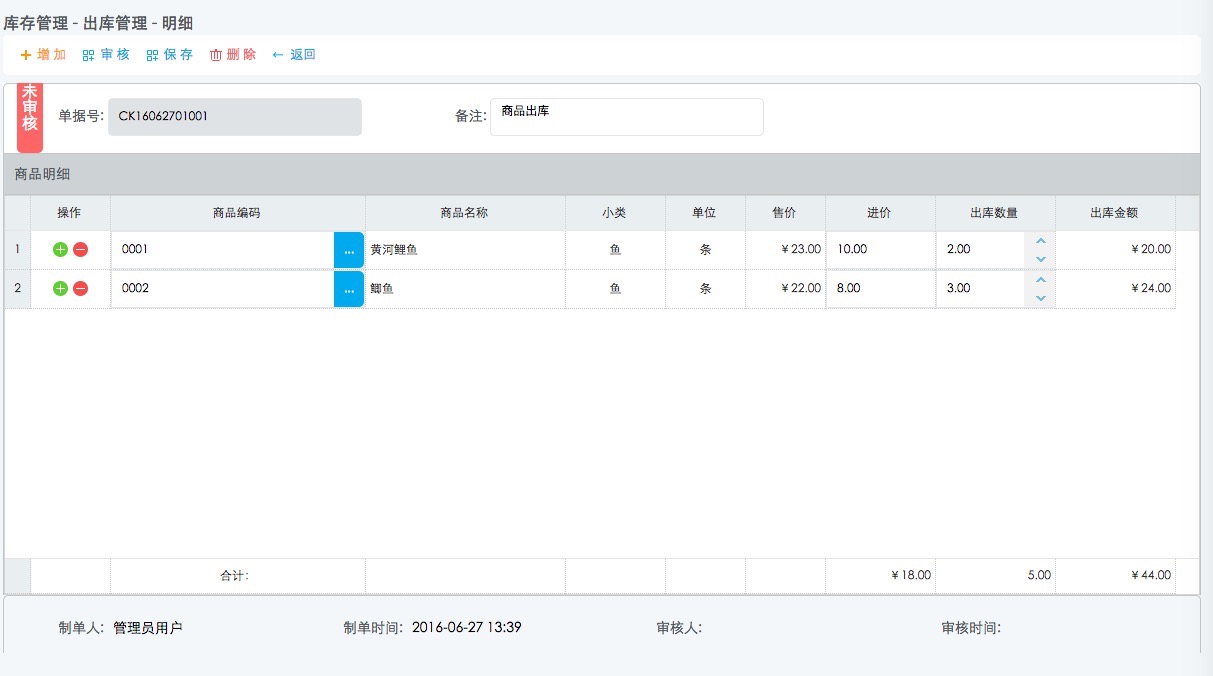 库存管理 - 出库管理 - 明细
增加 审核 保存 删除 返回
未审核
单据号: CK16062701001 备注: 商品出库
商品明细
操作 商品编码 商品名称 小类 单位 售价 进价 出库数量 出库金额
1 0001 ... 黄河鲤鱼 鱼 条 ¥23.00 10.00 2.00 ¥20.00
2 0002 ... 鲫鱼 鱼 条 ¥22.00 8.00 3.00 ¥24.00
合计: ¥18.00 5.00 ¥44.00
制单人: 管理员用户 制单时间: 2016-06-27 13:39 审核人: 审核时间: